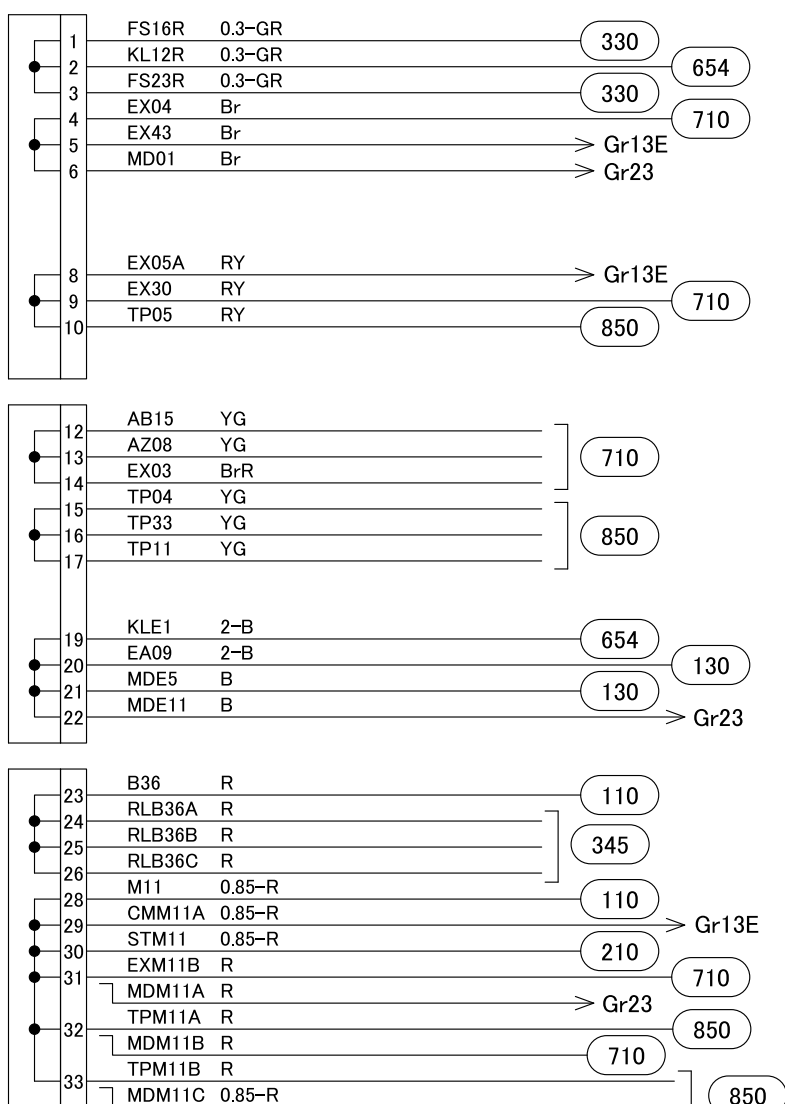 FS16R 0.3-GR
1 330
KL12R 0.3-GR
2 654
FS23R 0.3-GR
3 330
EX04 Br
4 710
EX43 Br
5 Gr13E
MD01 Br
6 Gr23
EX05A RY
8 Gr13E
EX30 RY
9 710
TP05 RY
10 850
AB15 YG
12
AZ08 YG
13 710
EX03 BrR
14
TP04 YG
15
TP33 YG
16 850
TP11 YG
17
KLE1 2-B
19 654
EA09 2-B
20 130
MDE5 B
21 130
MDE11 B
22 Gr23
B36 R
23 110
RLB36A R
24
RLB36B R
25 345
RLB36C R
26
M11 0.85-R
28 110
CMM11A 0.85-R
29 Gr13E
STM11 0.85-R
30 210
EXM11B R
31 710
MDM11A R
Gr23
TPM11A R
32 850
MDM11B R
710
TPM11B R
33
MDM11C 0.85-R
850